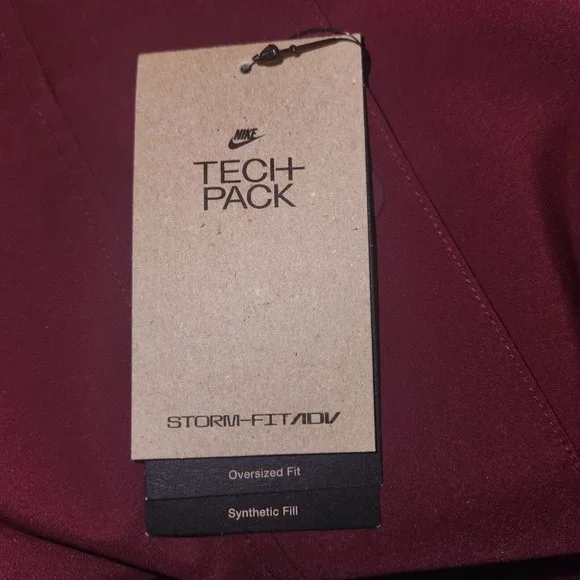 NIKE
TECH
PACK
STORM-FIT ADV
Oversized Fit
Synthetic Fill